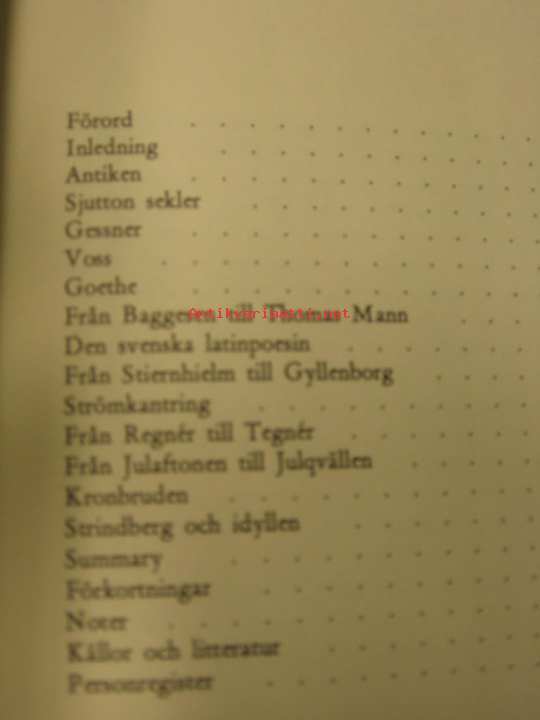 Förord
Inledning
Antiken
Sjutton sekler
Gessner
Voss
Goethe
Från Baggesen till Thomas Mann
Antikvariaatti.net
Den svenska latinpoesin
Från Stiernhielm till Gyllenborg
Strömkantring
Från Regnér till Tegnér
Från Julaftonen till Julqvällen
Kronbruden
Strindberg och idyllen
Summary
Förkortningar
Noter
Källor och litteratur
Personregister